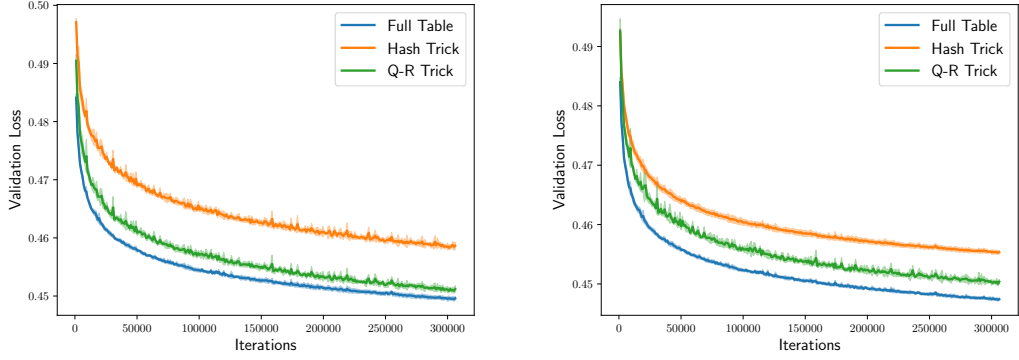 0.50
0.49
0.48
0.47
0.46
0.45
Validation Loss
0 50000 100000 150000 200000 250000 300000
Iterations
Full Table
Hash Trick
Q-R Trick
0.49
0.48
0.47
0.46
0.45
Validation Loss
0 50000 100000 150000 200000 250000 300000
Iterations
Full Table
Hash Trick
Q-R Trick